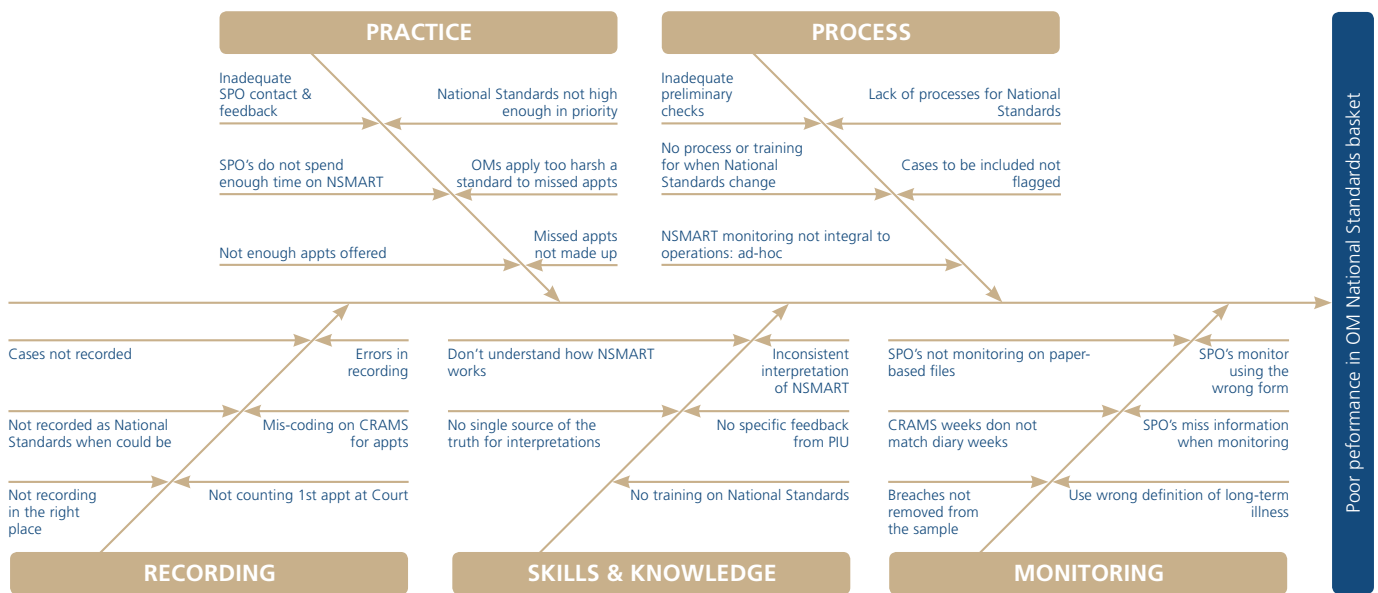 PRACTICE
Inadequate
SPO contact &
feedback
National Standards not high
enough in priority
SPO's do not spend
enough time on NSMART
OMs apply too harsh a
standard to missed appts
Not enough appts offered
Missed appts
not made up
PROCESS
Inadequate
preliminary
checks
Lack of processes for National
Standards
No process or training
for when National
Standards change
Cases to be included not
flagged
NSMART monitoring not integral to
operations: ad-hoc
Cases not recorded
Errors in
recording
Not recorded as National
Standards when could be
Mis-coding on CRAMS
for appts
Not recording
in the right
place
Not counting 1st appt at Court
RECORDING
Don't understand how NSMART
works
Inconsistent
interpretation
of NSMART
No single source of the
truth for interpretations
No specific feedback
from PIU
No training on National Standards
SKILLS & KNOWLEDGE
SPO's not monitoring on paper-
based files
SPO's monitor
using the
wrong form
CRAMS weeks don not
match diary weeks
SPO's miss information
when monitoring
Breaches not
removed from
the sample
Use wrong definition of long-term
illness
MONITORING
Poor peformance in OM National Standards basket